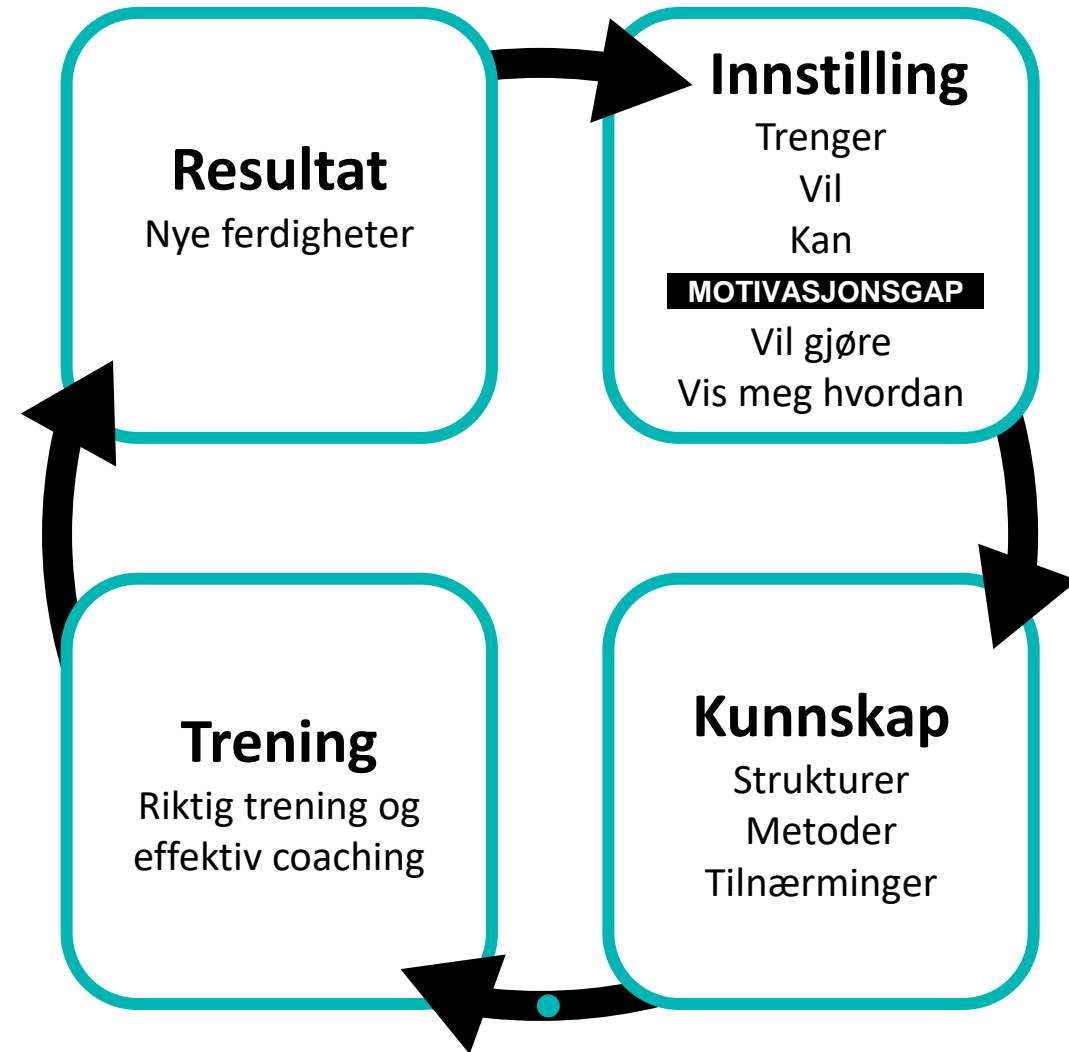 Resultat
Nye ferdigheter
Innstilling
Trenger
Vil
Kan
MOTIVASJONSGAP
Vil gjøre
Vis meg hvordan
Trening
Riktig trening og
effektiv coaching
Kunnskap
Strukturer
Metoder
Tilnærminger